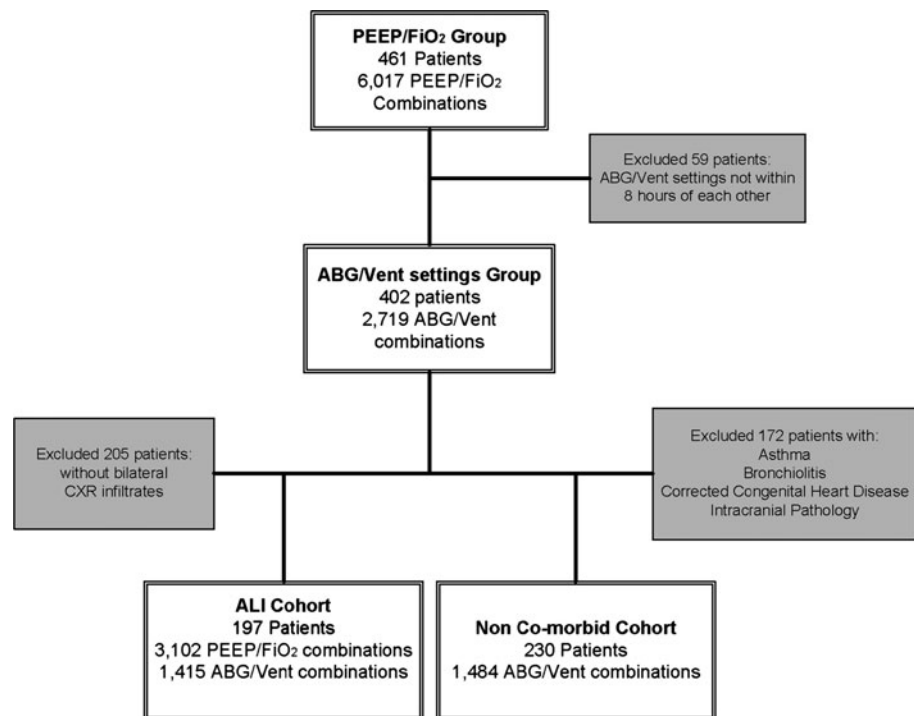 PEEP/FiO₂ Group
461 Patients
6,017 PEEP/FiO₂
Combinations
Excluded 59 patients:
ABG/Vent settings not within
8 hours of each other
ABG/Vent settings Group
402 patients
2,719 ABG/Vent
combinations
Excluded 205 patients:
without bilateral
CXR infiltrates
Excluded 172 patients with:
Asthma
Bronchiolitis
Corrected Congenital Heart Disease
Intracranial Pathology
ALI Cohort
197 Patients
3,102 PEEP/FiO₂ combinations
1,415 ABG/Vent combinations
Non Co-morbid Cohort
230 Patients
1,484 ABG/Vent combinations